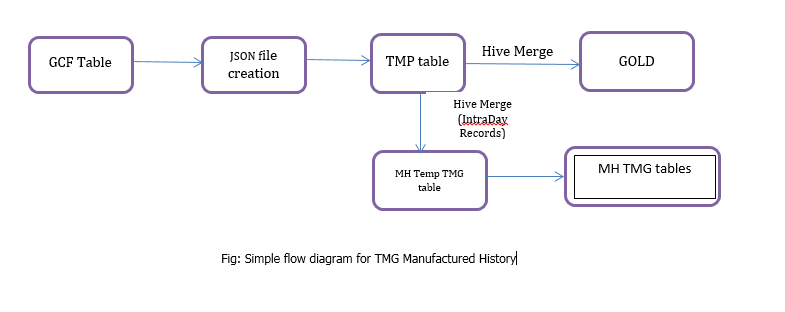 GCF Table
JSON file
creation
TMP table
Hive Merge
GOLD
Hive Merge
(IntraDay
Records)
MH Temp TMG
table
MH TMG tables
Fig: Simple flow diagram for TMG Manufactured History